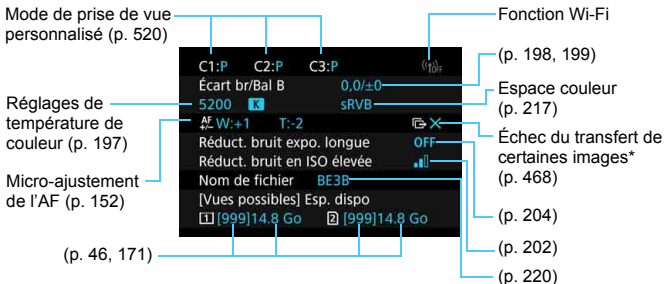 Mode de prise de vue
personnalisé (p. 520)
Fonction Wi-Fi
C1:P C2:P C3:P OFF
(p. 198, 199)
Écart br/Bal B 0,0/±0
Réglages de
température de
couleur (p. 197)
5200 K sRVB
Espace couleur
(p. 217)
AF +/- W:+1 T:-2
Échec du transfert de
certaines images*
(p. 468)
Réduct. bruit expo. longue OFF
Réduct. bruit en ISO élevée
Micro-ajustement
de l'AF (p. 152)
Nom de fichier BE3B
(p. 204)
[Vues possibles] Esp. dispo
1 [999]14.8 Go 2 [999]14.8 Go
(p. 46, 171)
(p. 202)
(p. 220)